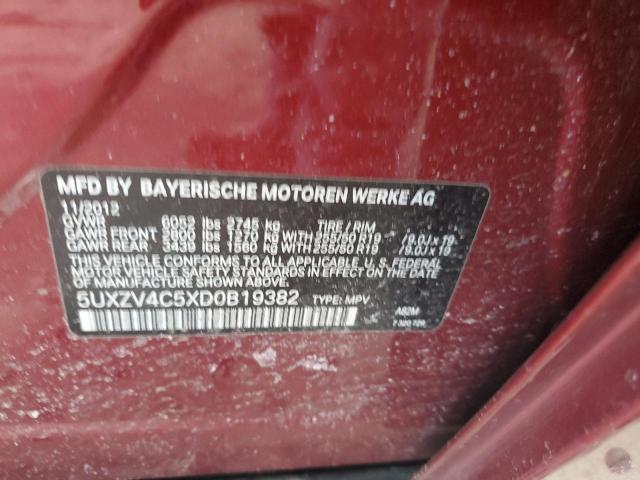 MFD BY BAYERISCHE MOTOREN WERKE AG
11/2012
GVWR 6052 lbs 2745 kg TIRE / RIM
GAWR FRONT 2800 lbs 1270 kg WITH 255/50 R19 / 9.0J x 19
GAWR REAR 3439 lbs 1560 kg WITH 255/50 R19 / 9.0J x 19
THIS VEHICLE CONFORMS TO ALL APPLICABLE U. S. FEDERAL
MOTOR VEHICLE SAFETY STANDARDS IN EFFECT ON THE DATE
OF MANUFACTURE SHOWN ABOVE.
5UXZV4C5XD0B19382 TYPE: MPV
A82M